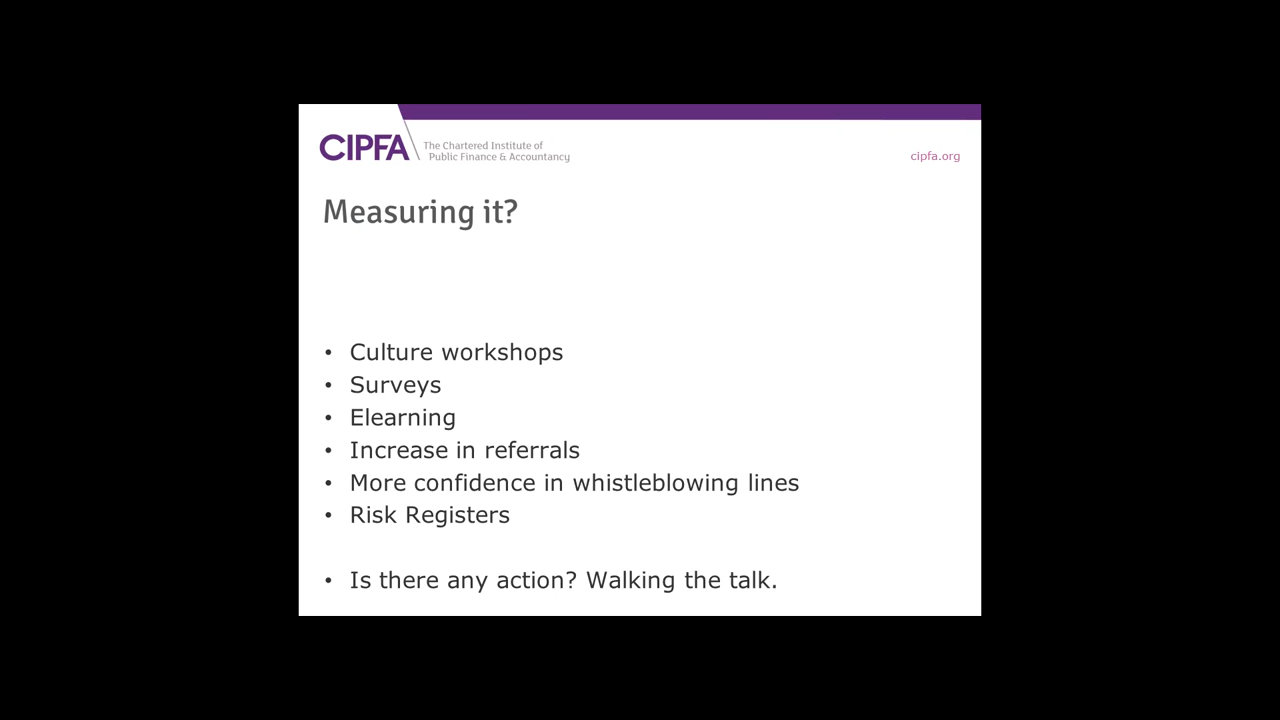 CIPFA
The Chartered Institute of
Public Finance & Accountancy
cipfa.org
Measuring it?
• Culture workshops
• Surveys
• Elearning
• Increase in referrals
• More confidence in whistleblowing lines
• Risk Registers
• Is there any action? Walking the talk.